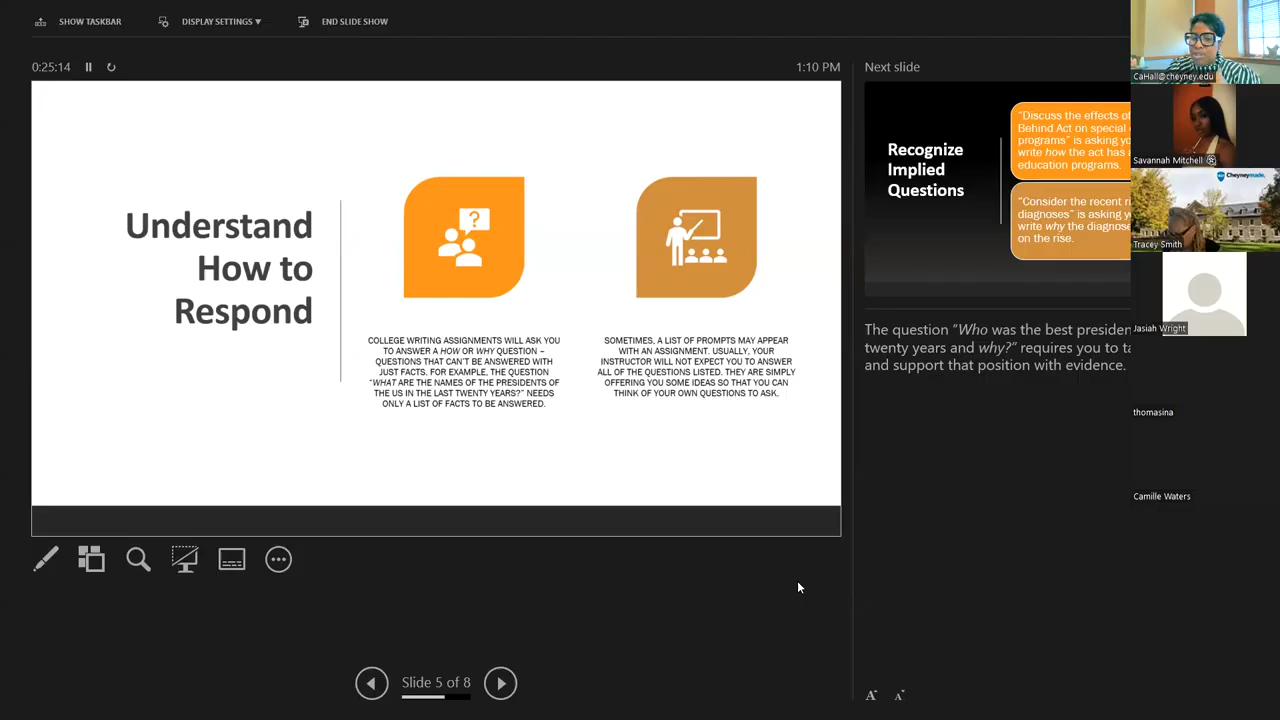 SHOW TASKBAR
DISPLAY SETTINGS ▼
END SLIDE SHOW
0:25:14
1:10 PM
Understand
How to
Respond
?
COLLEGE WRITING ASSIGNMENTS WILL ASK YOU
TO ANSWER A HOW OR WHY QUESTION –
QUESTIONS THAT CAN'T BE ANSWERED WITH
JUST FACTS. FOR EXAMPLE, THE QUESTION
"WHAT ARE THE NAMES OF THE PRESIDENTS OF
THE US IN THE LAST TWENTY YEARS?" NEEDS
ONLY A LIST OF FACTS TO BE ANSWERED.
SOMETIMES, A LIST OF PROMPTS MAY APPEAR
WITH AN ASSIGNMENT. USUALLY, YOUR
INSTRUCTOR WILL NOT EXPECT YOU TO ANSWER
ALL OF THE QUESTIONS LISTED. THEY ARE SIMPLY
OFFERING YOU SOME IDEAS SO THAT YOU CAN
THINK OF YOUR OWN QUESTIONS TO ASK.
Slide 5 of 8
Next slide
Recognize
Implied
Questions
"Discuss the effects of
Behind Act on special
programs" is asking
write how the act has
education programs.
"Consider the recent
diagnoses" is asking
write why the
on the rise.
The question "Who was the best
twenty years and why?" requires you to
and support that position with evidence.
A
A
CaHall@cheyney.edu
Savannah Mitchell
Cheyneymade.
Tracey Smith
Jasiah Wright
thomasina
Camille Waters